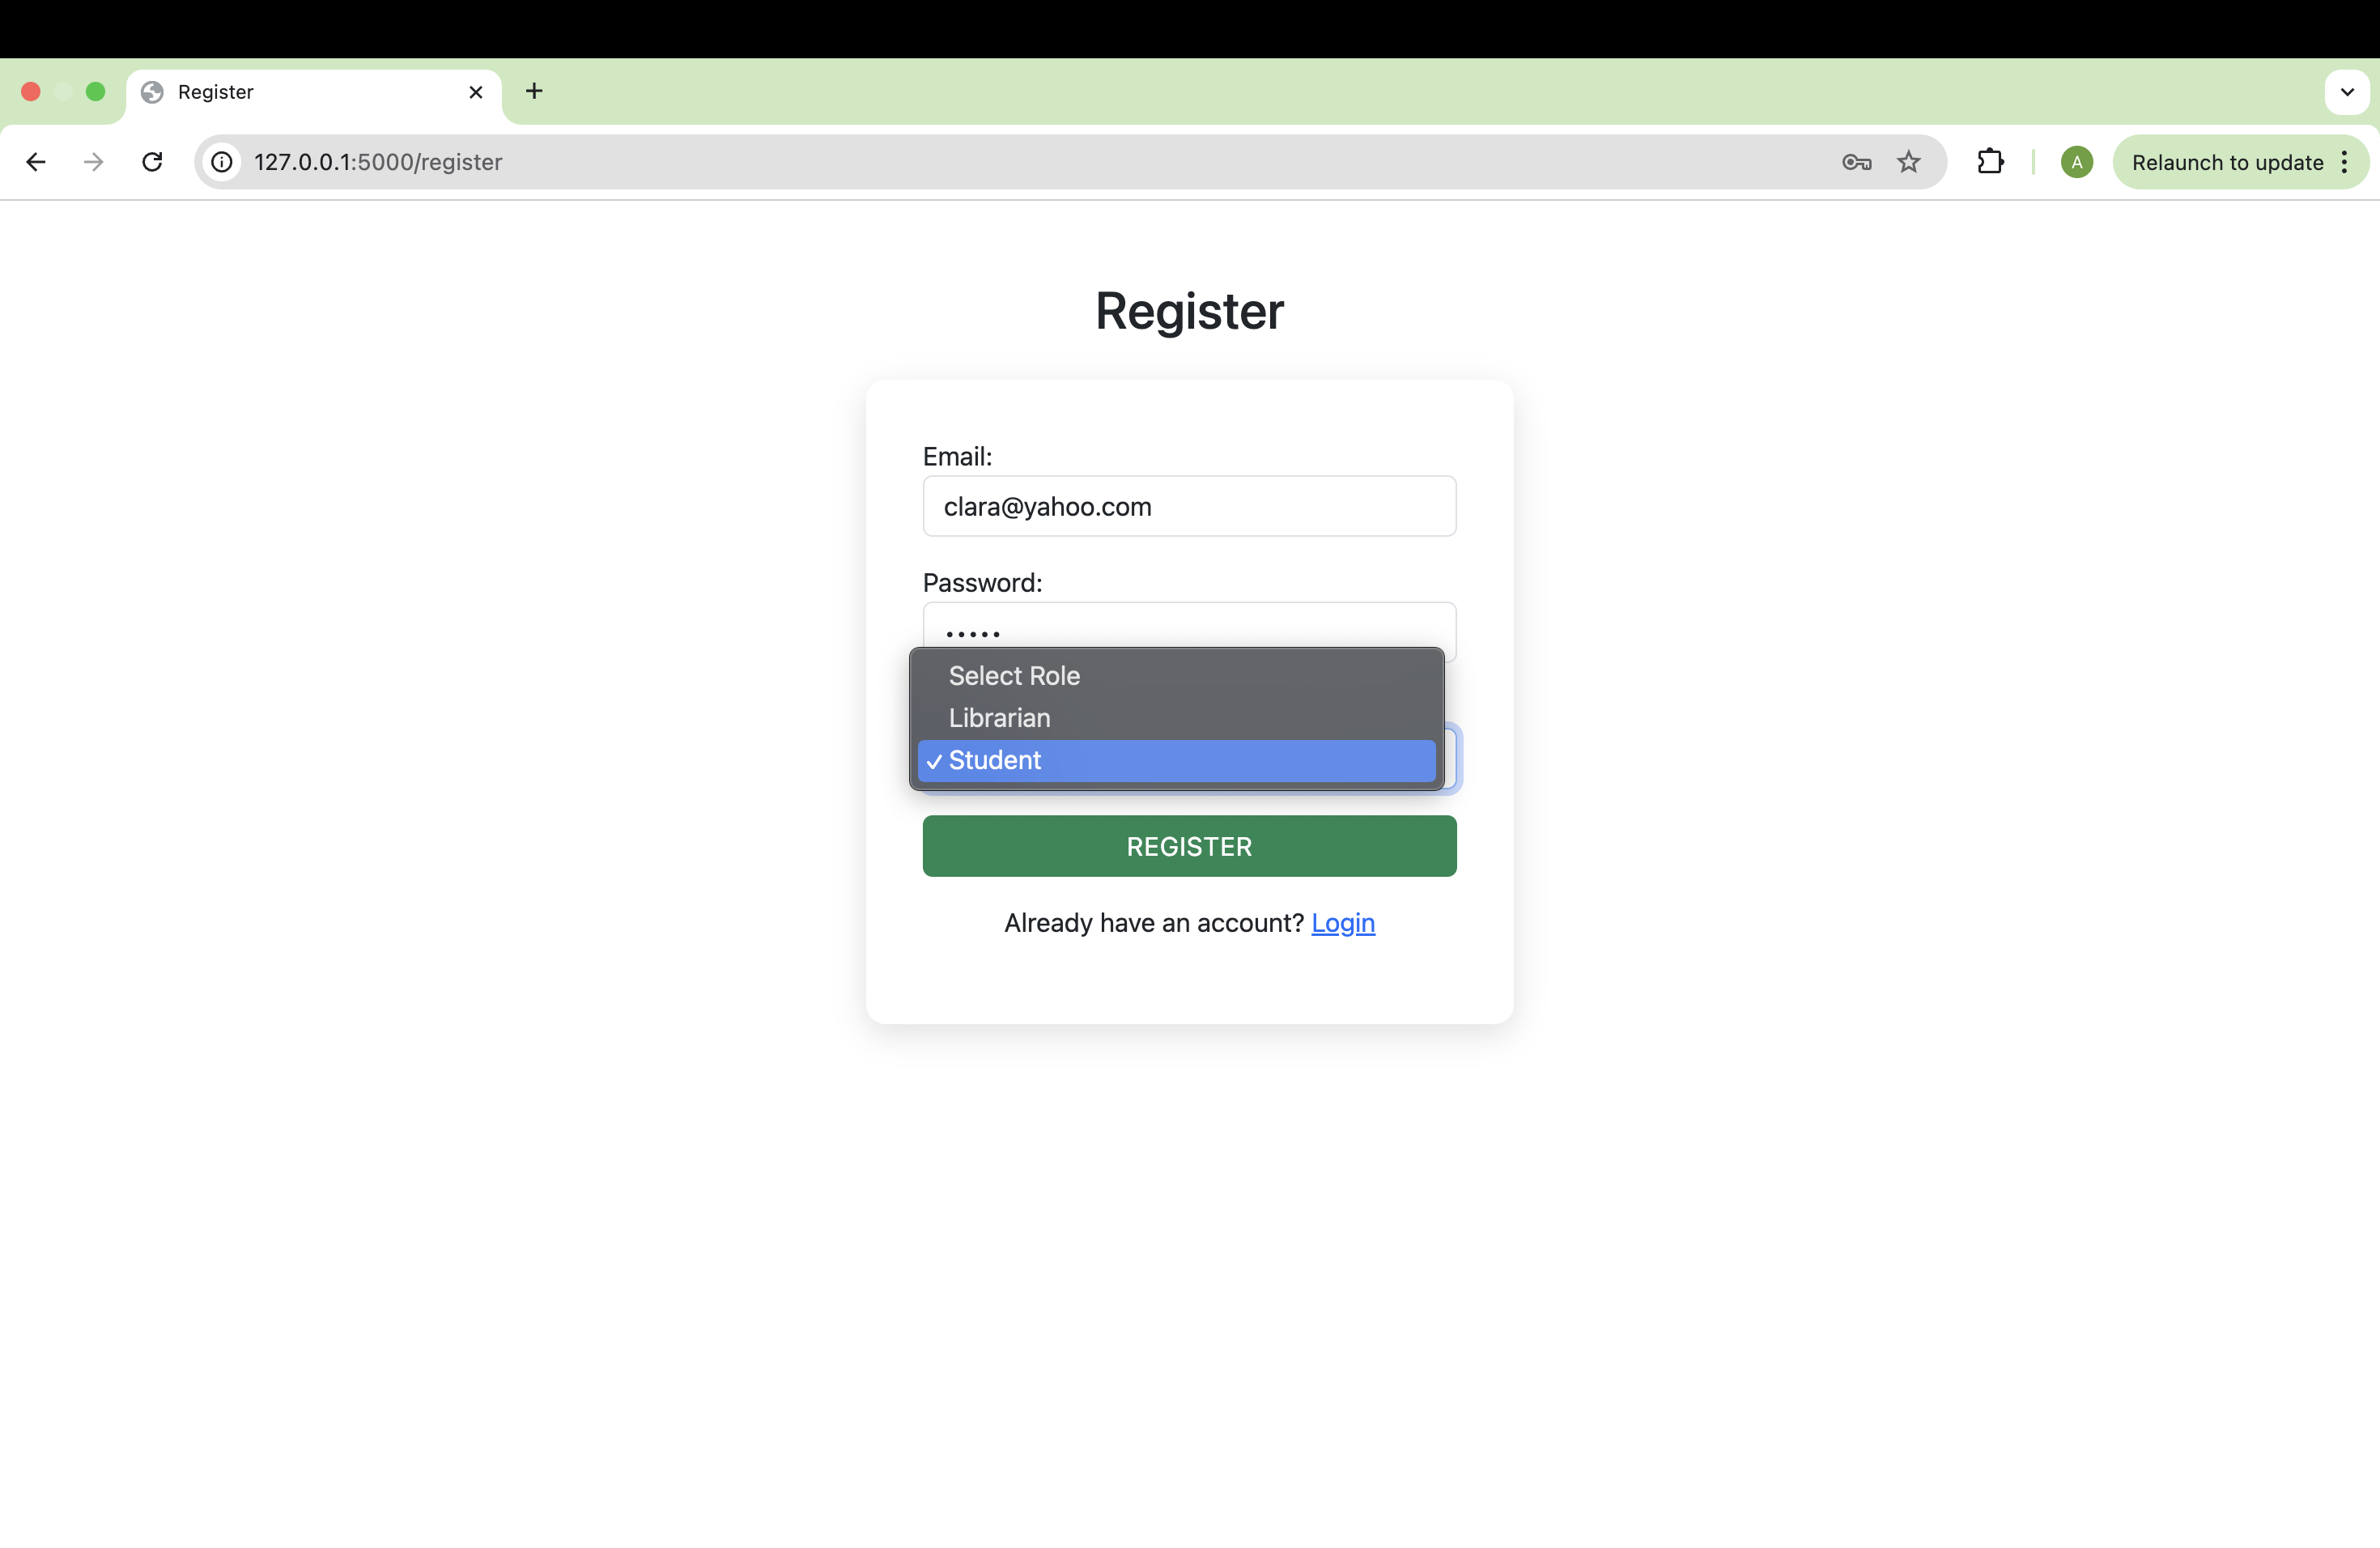 Register
127.0.0.1:5000/register
A
Relaunch to update
Register
Email:
clara@yahoo.com
Password:
•••••
Select Role
Librarian
✓ Student
REGISTER
Already have an account? Login